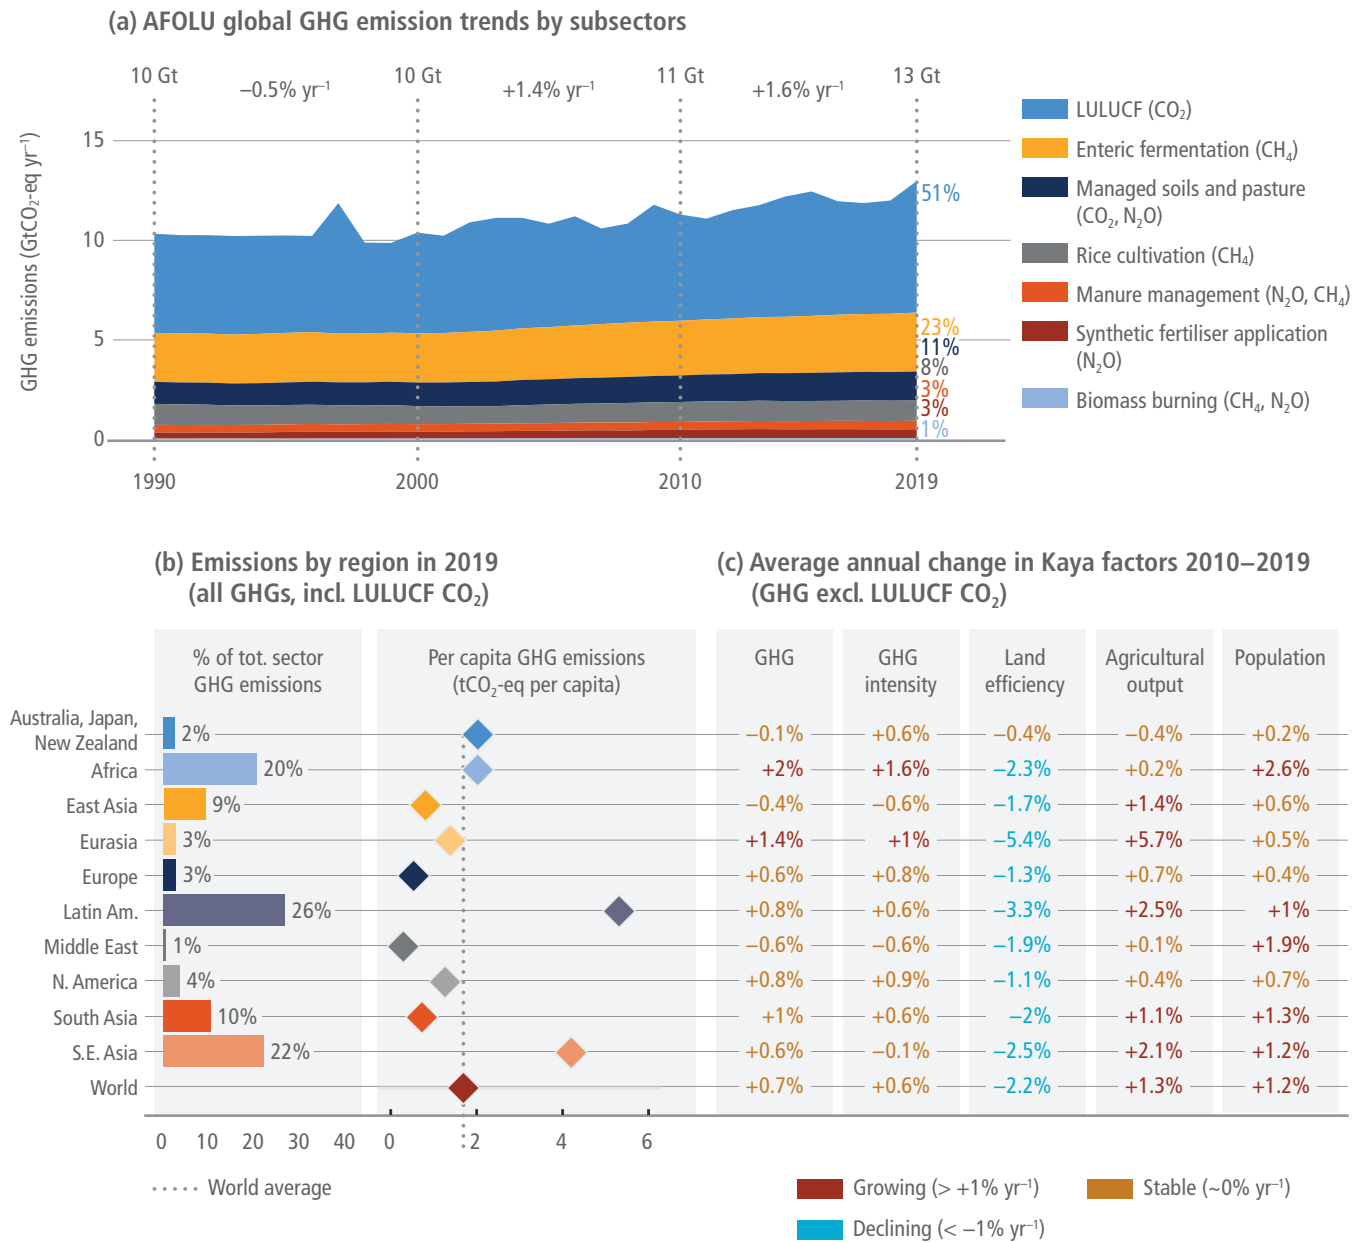 (a) AFOLU global GHG emission trends by subsectors
10 Gt
−0.5% yr⁻¹
10 Gt
+1.4% yr⁻¹
11 Gt
+1.6% yr⁻¹
13 Gt
GHG emissions (GtCO₂-eq yr⁻¹)
15
10
5
0
51%
23%
11%
8%
3%
3%
1%
1990
2000
2010
2019
LULUCF (CO₂)
Enteric fermentation (CH₄)
Managed soils and pasture
(CO₂, N₂O)
Rice cultivation (CH₄)
Manure management (N₂O, CH₄)
Synthetic fertiliser application
(N₂O)
Biomass burning (CH₄, N₂O)
(b) Emissions by region in 2019
(all GHGs, incl. LULUCF CO₂)
(c) Average annual change in Kaya factors 2010–2019
(GHG excl. LULUCF CO₂)
% of tot. sector
GHG emissions
Per capita GHG emissions
(tCO₂-eq per capita)
GHG
GHG
intensity
Land
efficiency
Agricultural
output
Population
Australia, Japan,
New Zealand
2%
−0.1% +0.6% −0.4% −0.4% +0.2%
Africa
20%
+2% +1.6% −2.3% +0.2% +2.6%
East Asia
9%
−0.4% −0.6% −1.7% +1.4% +0.6%
Eurasia
3%
+1.4% +1% −5.4% +5.7% +0.5%
Europe
3%
+0.6% +0.8% −1.3% +0.7% +0.4%
Latin Am.
26%
+0.8% +0.6% −3.3% +2.5% +1%
Middle East
1%
−0.6% −0.6% −1.9% +0.1% +1.9%
N. America
4%
+0.8% +0.9% −1.1% +0.4% +0.7%
South Asia
10%
+1% +0.6% −2% +1.1% +1.3%
S.E. Asia
22%
+0.6% −0.1% −2.5% +2.1% +1.2%
World
+0.7% +0.6% −2.2% +1.3% +1.2%
0 10 20 30 40
0 2 4 6
World average
Growing (> +1% yr⁻¹)
Stable (~0% yr⁻¹)
Declining (< −1% yr⁻¹)